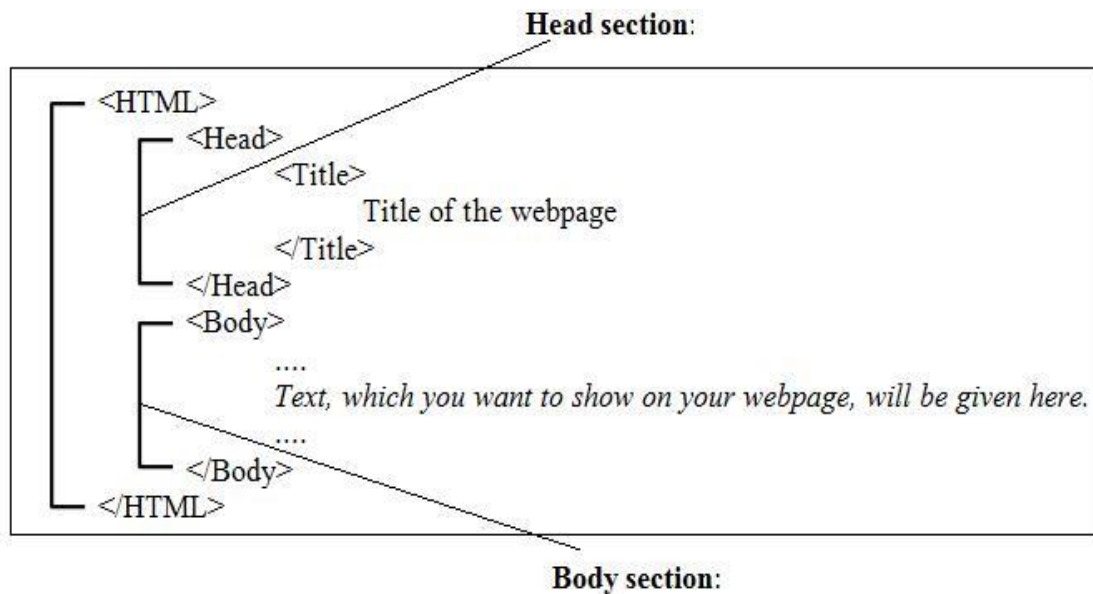 Head section:
<HTML>
<Head>
<Title>
Title of the webpage
</Title>
</Head>
<Body>
....
Text, which you want to show on your webpage, will be given here.
....
</Body>
</HTML>
Body section: